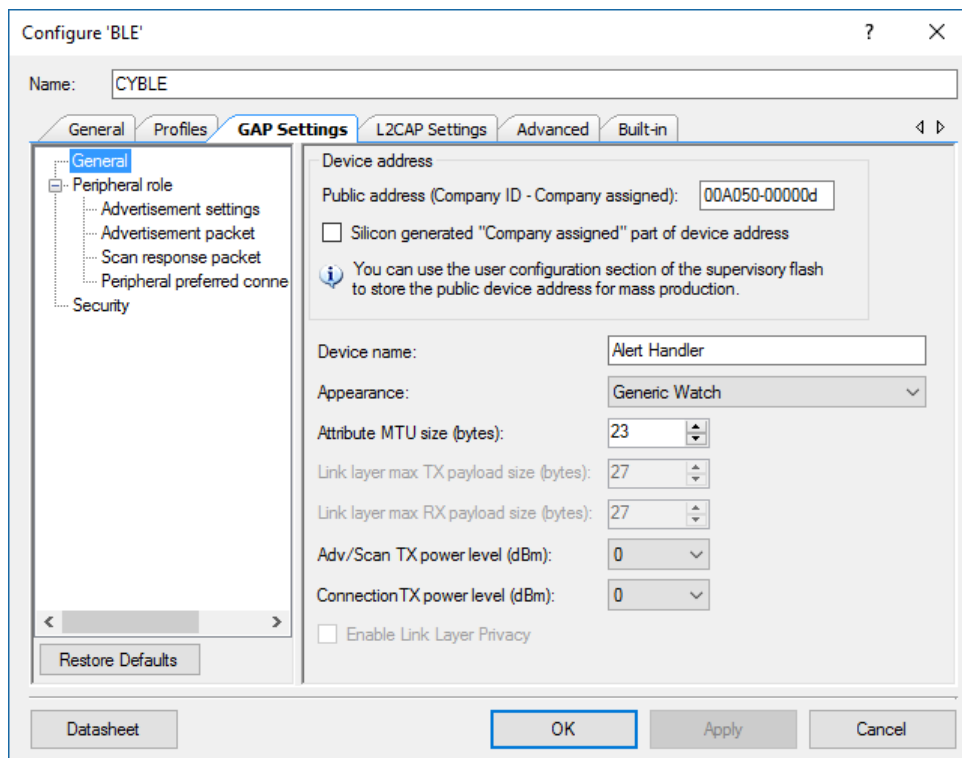 Configure 'BLE'
?
Name: CYBLE
General Profiles GAP Settings L2CAP Settings Advanced Built-in
General
Peripheral role
Advertisement settings
Advertisement packet
Scan response packet
Peripheral preferred conne
Security
Restore Defaults
Device address
Public address (Company ID - Company assigned): 00A050-00000d
Silicon generated "Company assigned" part of device address
You can use the user configuration section of the supervisory flash
to store the public device address for mass production.
Device name: Alert Handler
Appearance: Generic Watch
Attribute MTU size (bytes): 23
Link layer max TX payload size (bytes): 27
Link layer max RX payload size (bytes): 27
Adv/Scan TX power level (dBm): 0
ConnectionTX power level (dBm): 0
Enable Link Layer Privacy
Datasheet OK Apply Cancel